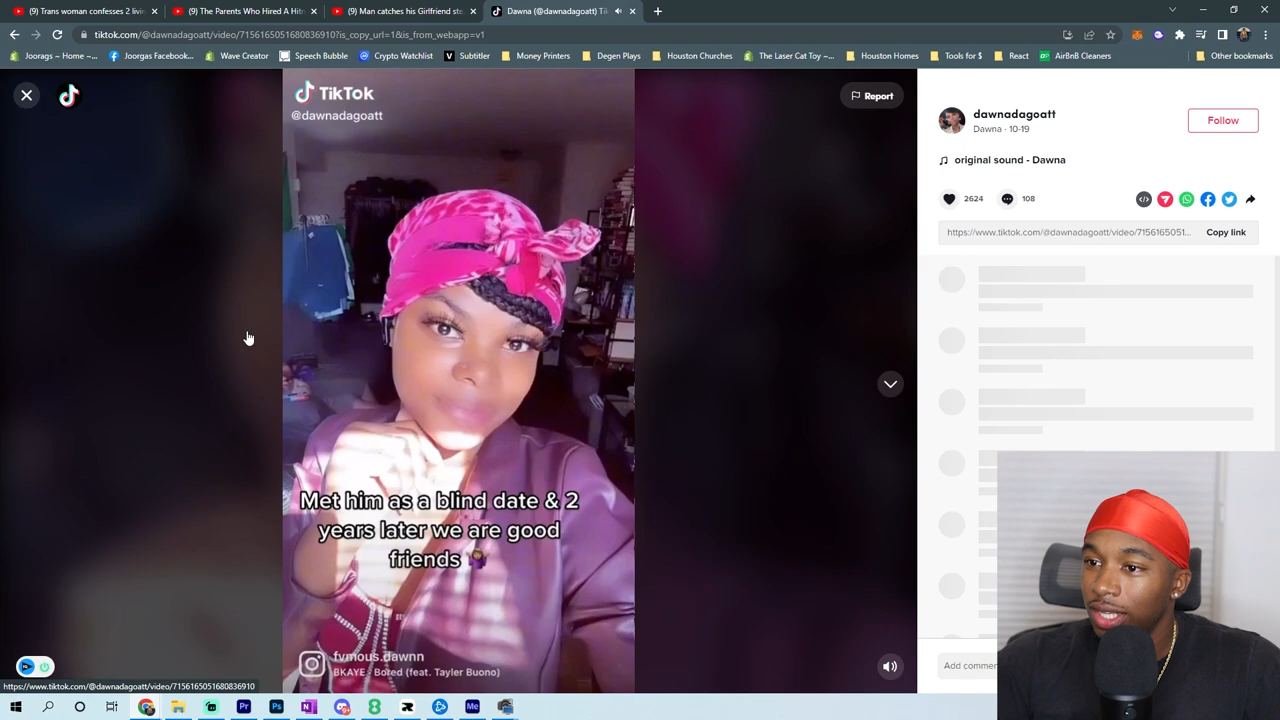 (9) Trans woman confesses 2 livin
(9) The Parents Who Hired A Hit
(9) Man catches his Girlfriend ste
Dawna (@dawnadagoatt) Ti
tiktok.com/@dawnadagoatt/video/7156165051680836910?is_copy_url=1&is_from_webapp=v1
Joorags ~ Home ~...
Joorgas Facebook...
Wave Creator
Speech Bubble
Crypto Watchlist
Subtitler
Money Printers
Degen Plays
Houston Churches
The Laser Cat Toy ~...
Houston Homes
Tools for $
React
AirBnB Cleaners
Other bookmarks
TikTok
@dawnadagoatt
Report
Met him as a blind date & 2
years later we are good
friends
fvmous.dawnn
BKAYE · Bored (feat. Tayler Buono)
dawnadagoatt
Dawna · 10-19
Follow
original sound - Dawna
2624
108
https://www.tiktok.com/@dawnadagoatt/video/7156165051...
Copy link
Add commen
https://www.tiktok.com/@dawnadagoatt/video/7156165051680836910